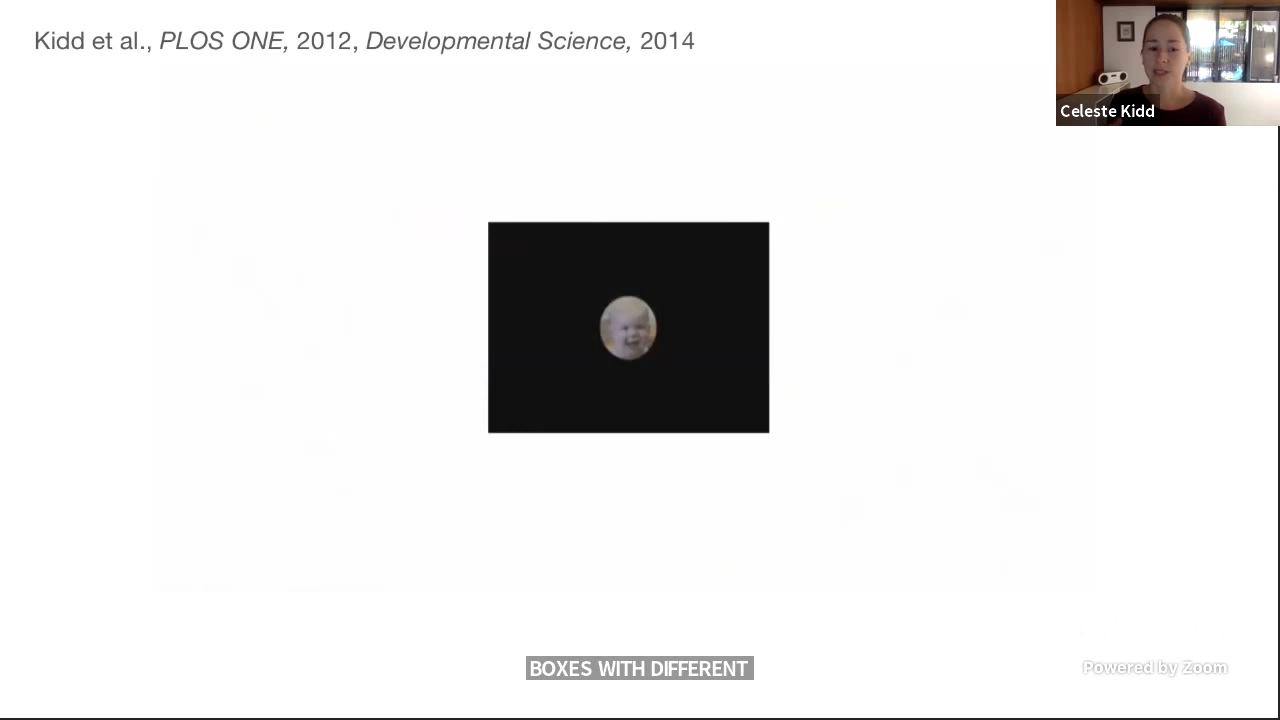 Kidd et al., PLOS ONE, 2012, Developmental Science, 2014
Celeste Kidd
BOXES WITH DIFFERENT
Powered by Zoom